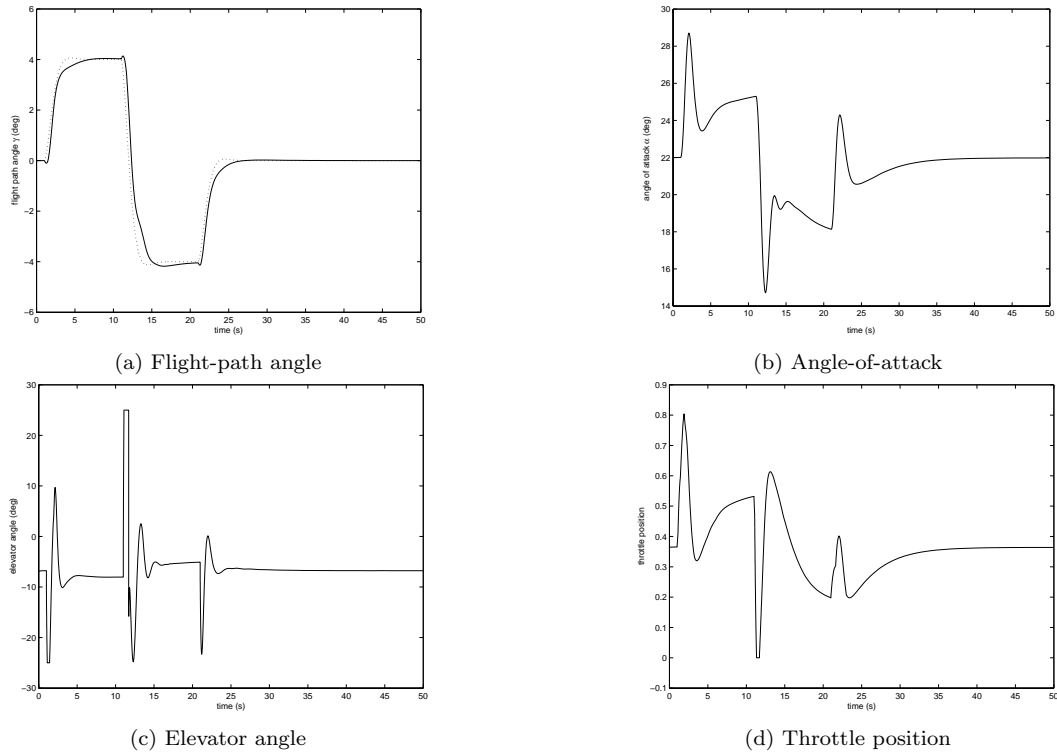 6
4
2
0
−2
−4
−6
flight path angle γ (deg)
0 5 10 15 20 25 30 35 40 45 50
time (s)
(a) Flight-path angle
30
28
26
24
22
20
18
16
14
angle of attack α (deg)
0 5 10 15 20 25 30 35 40 45 50
time (s)
(b) Angle-of-attack
30
20
10
0
−10
−20
−30
elevator angle (deg)
0 5 10 15 20 25 30 35 40 45 50
time (s)
(c) Elevator angle
0.9
0.8
0.7
0.6
0.5
0.4
0.3
0.2
0.1
0
−0.1
throttle position
0 5 10 15 20 25 30 35 40 45 50
time (s)
(d) Throttle position